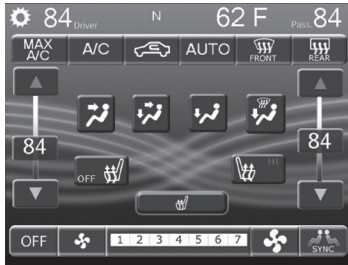 84 Driver N 62 F Pass. 84
MAX A/C A/C AUTO FRONT REAR
84 84
OFF HI
OFF 1 2 3 4 5 6 7 SYNC